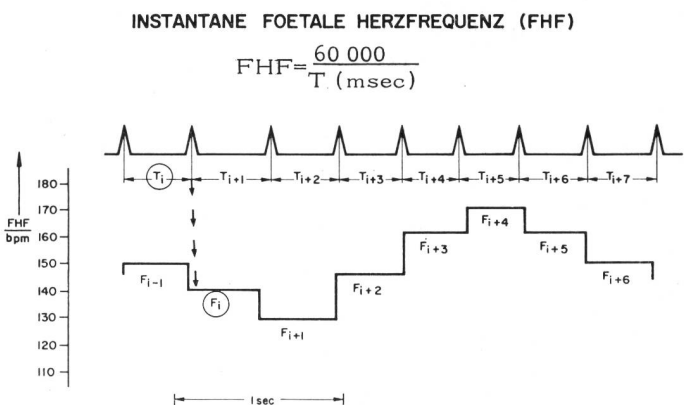 INSTANTANE FOETALE HERZFREQUENZ (FHF)
FHF = 60 000 / T (msec)
Ti Ti+1 Ti+2 Ti+3 Ti+4 Ti+5 Ti+6 Ti+7
FHF
bpm
180
170
160
150
140
130
120
110
Fi-1
Fi
Fi+1
Fi+2
Fi+3
Fi+4
Fi+5
Fi+6
1 sec